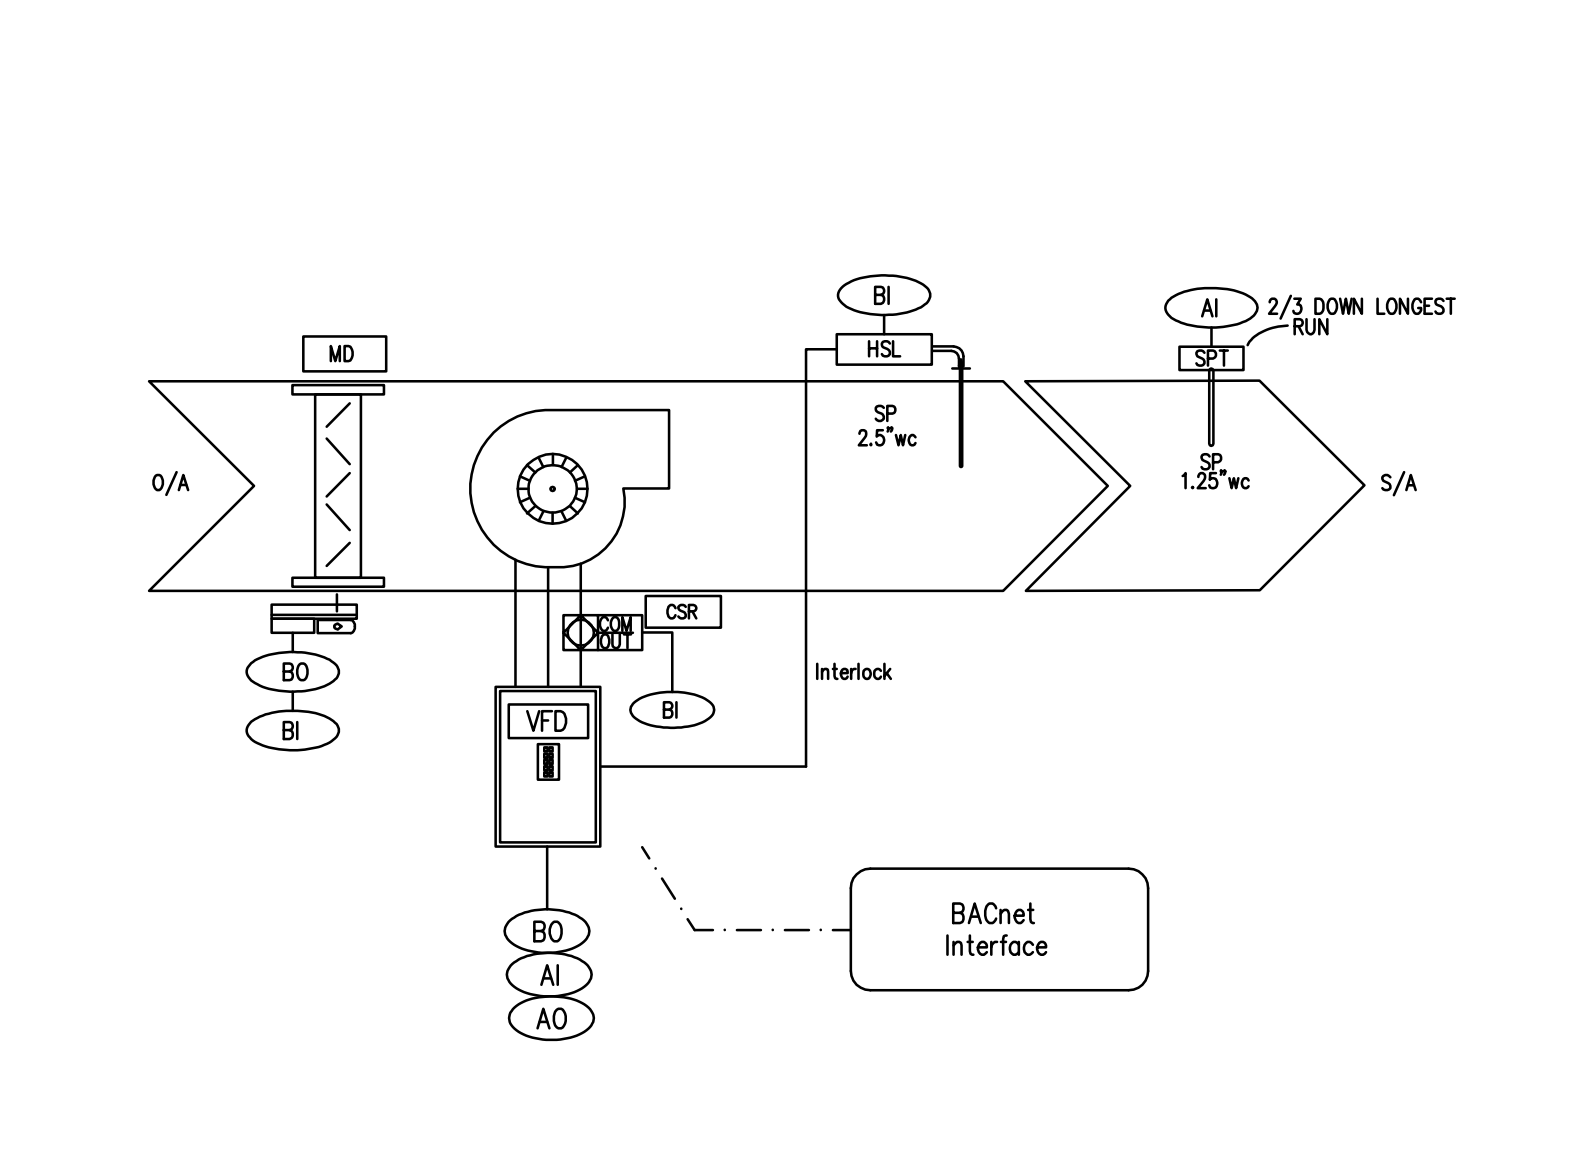 BI
AI
2/3 DOWN LONGEST
RUN
MD
HSL
SPT
SP
2.5"wc
SP
1.25"wc
O/A
S/A
CSR
COM
OUT
BO
BI
BI
Interlock
VFD
BACnet
Interface
BO
AI
AO